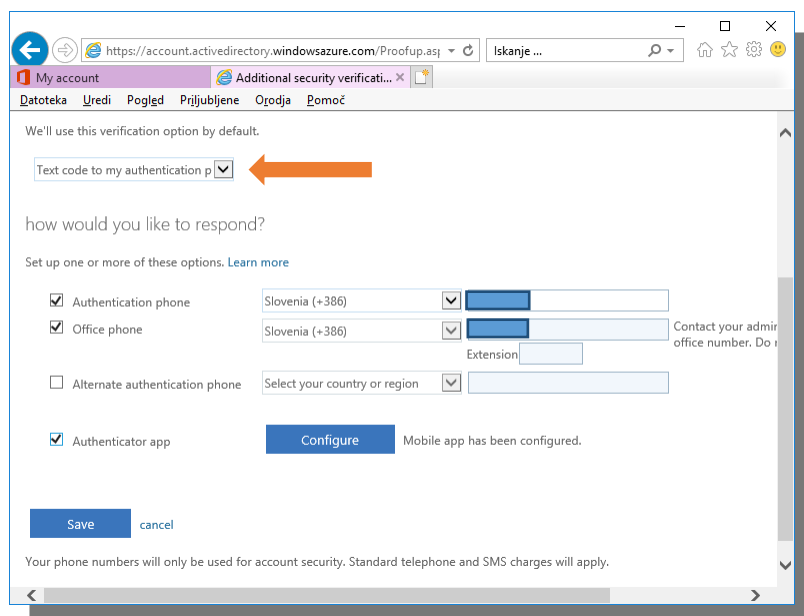 https://account.activedirectory.windowsazure.com/Proofup.as
Iskanje ...
My account
Additional security verificati...
Datoteka Uredi Pogled Priljubljene Orodja Pomoč
We'll use this verification option by default.
Text code to my authentication p
how would you like to respond?
Set up one or more of these options. Learn more
Authentication phone Slovenia (+386)
Office phone Slovenia (+386) Contact your admin
office number. Do
Extension
Alternate authentication phone Select your country or region
Authenticator app Configure Mobile app has been configured.
Save cancel
Your phone numbers will only be used for account security. Standard telephone and SMS charges will apply.